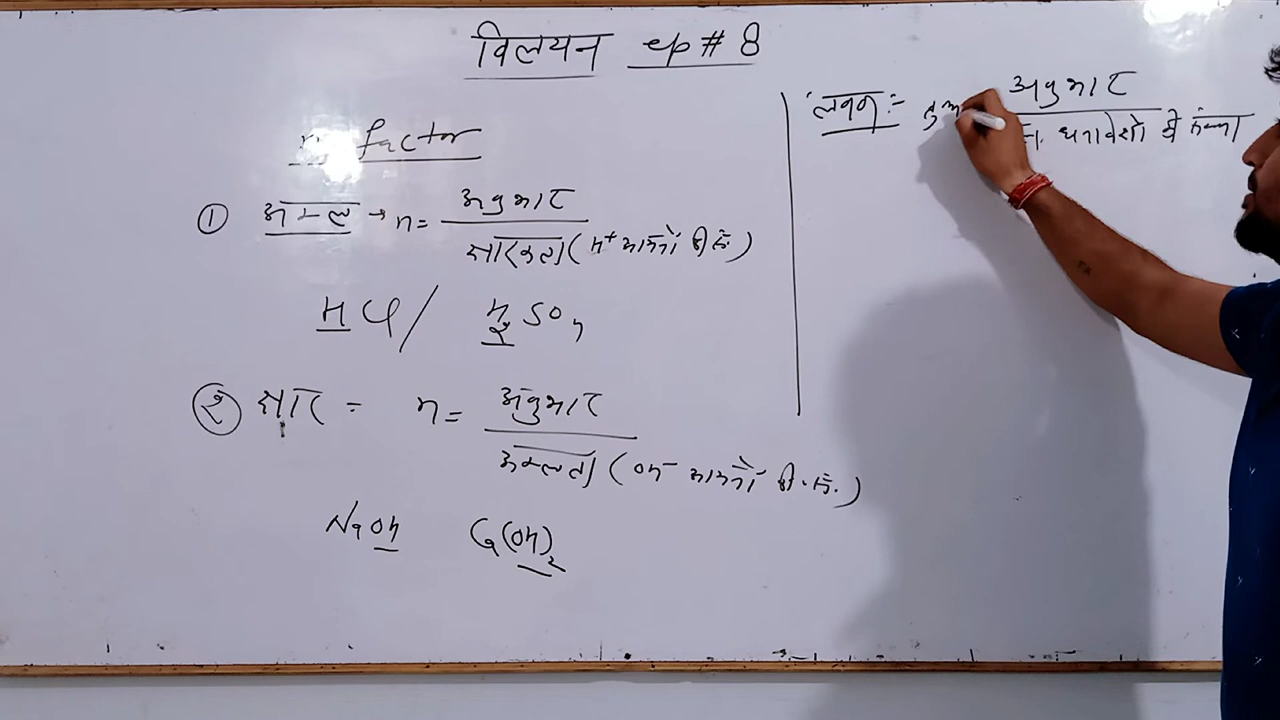 विलयन ep # 8
n factor
① अम्ल → n = अणुभार
क्षारकता ( H+ आयनों की सं. )
HCl / H2SO4
② क्षार = n = अणुभार
अम्लता ( OH- आयनों की सं. )
NaOH Ca(OH)2
लवण :- अणुभार
धनावेशो